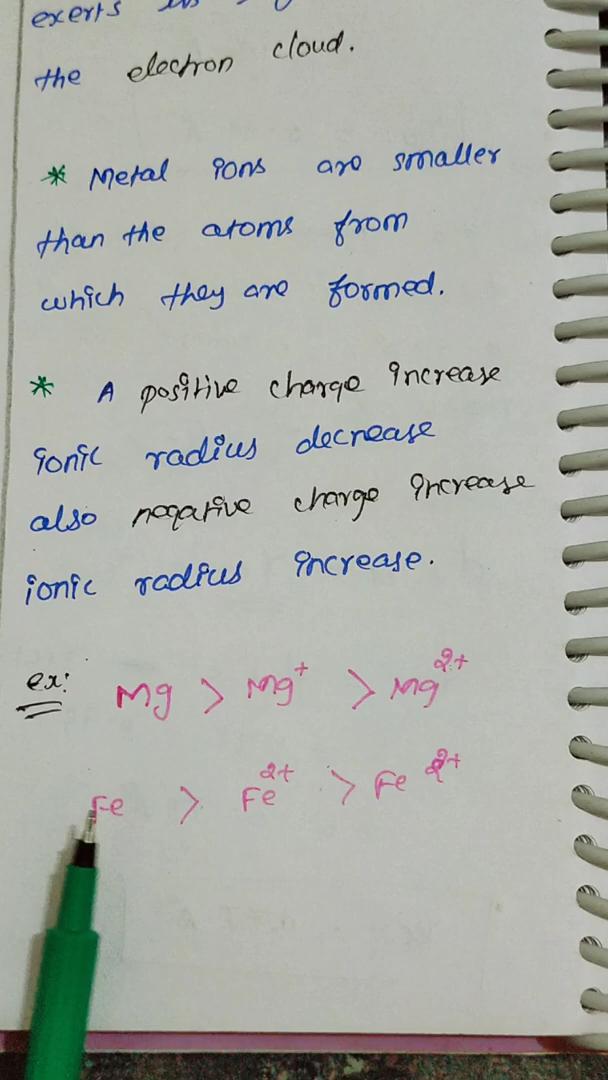 exerts
the electron cloud.
* Metal ions are smaller
than the atoms from
which they are formed.
* A positive charge increase
ionic radius decrease
also negative charge increase
ionic radius increase.
ex: Mg > Mg⁺ > Mg²⁺
Fe > Fe²⁺ > Fe